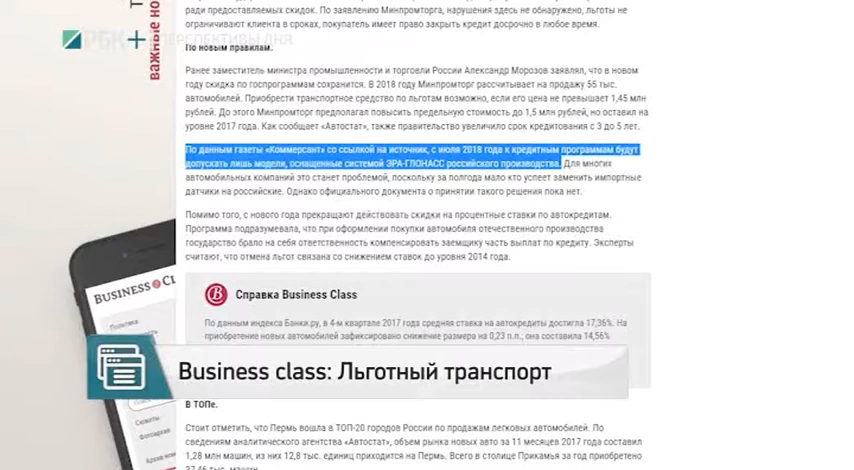 ради предоставляемых скидок. По заявлению Минпромторга, нарушения здесь не обнаружено, льготы не
ограничивают клиента в сроках, покупатель имеет право закрыть кредит досрочно в любое время.
РБК+ ПЕРСПЕКТИВЫ ДНЯ
важные но
По новым правилам.
Ранее заместитель министра промышленности и торговли России Александр Морозов заявлял, что в новом
году скидка по госпрограммам сохранится. В 2018 году Минпромторг рассчитывает на продажу 55 тыс.
автомобилей. Приобрести транспортное средство по льготам возможно, если его цена не превышает 1,45 млн
рублей. До этого Минпромторг предполагал повысить предельную стоимость до 1,5 млн рублей, но оставил на
уровне 2017 года. Как сообщает «Автостат», также правительство увеличило срок кредитования с 3 до 5 лет.
По данным газеты «Коммерсант» со ссылкой на источник, с июля 2018 года к кредитным программам будут
допускать лишь модели, оснащенные системой ЭРА-ГЛОНАСС российского производства. Для многих
автомобильных компаний это станет проблемой, поскольку за полгода мало кто успеет заменить импортные
датчики на российские. Однако официального документа о принятии такого решения пока нет.
Помимо того, с нового года прекращают действовать скидки на процентные ставки по автокредитам.
Программа подразумевала, что при оформлении покупки автомобиля отечественного производства
государство брало на себя ответственность компенсировать заемщику часть выплат по кредиту. Эксперты
считают, что отмена льгот связана со снижением ставок до уровня 2014 года.
BUSINESS CL
Политика
Справка Business Class
По данным индекса Банки.ру, в 4-м квартале 2017 года средняя ставка на автокредиты достигла 17,36%. На
приобретение новых автомобилей зафиксировано снижение размера на 0,23 п.п., она составила 14,56%
Business class: Льготный транспорт
Сюжеты
Фотоархив
Архив
В ТОПе.
Стоит отметить, что Пермь вошла в ТОП-20 городов России по продажам легковых автомобилей. По
сведениям аналитического агентства «Автостат», объем рынка новых авто за 11 месяцев 2017 года составил
1,28 млн машин, из них 12,8 тыс. единиц приходится на Пермь. Всего в столице Прикамья за год приобретено
37,46 тыс. машин.